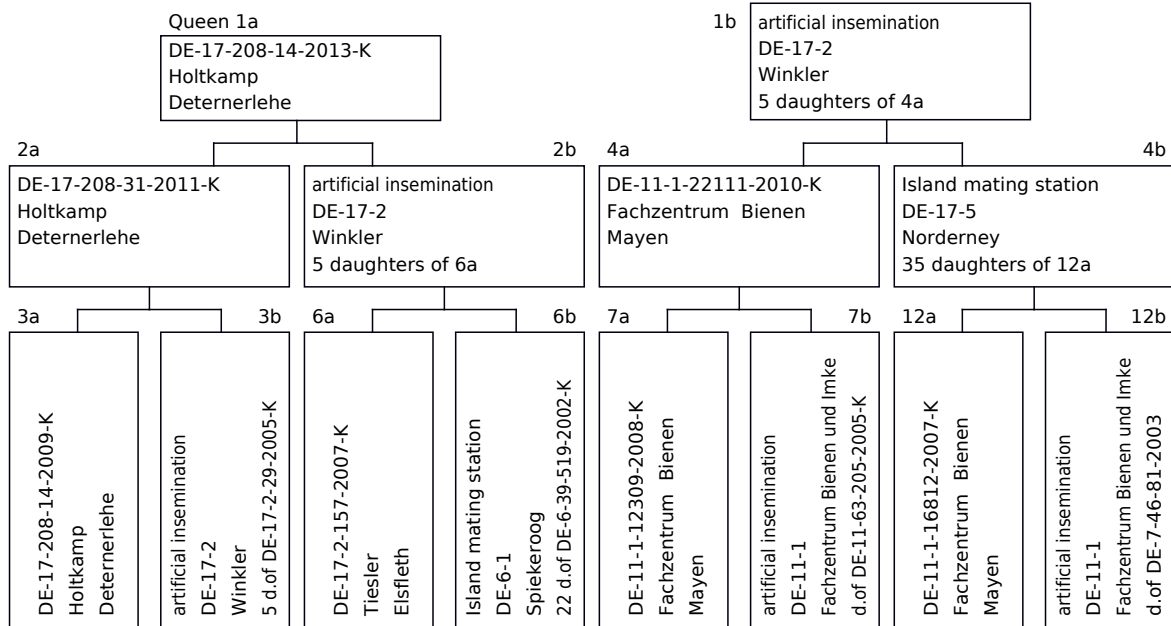 Queen 1a
DE-17-208-14-2013-K
Holtkamp
Deternerlehe
1b
artificial insemination
DE-17-2
Winkler
5 daughters of 4a
2a
DE-17-208-31-2011-K
Holtkamp
Deternerlehe
2b
artificial insemination
DE-17-2
Winkler
5 daughters of 6a
4a
DE-11-1-22111-2010-K
Fachzentrum Bienen
Mayen
4b
Island mating station
DE-17-5
Norderney
35 daughters of 12a
3a
DE-17-208-14-2009-K
Holtkamp
Deternerlehe
3b
artificial insemination
DE-17-2
Winkler
5 d.of DE-17-2-29-2005-K
6a
DE-17-2-157-2007-K
Tiesler
Elsfleth
6b
Island mating station
DE-6-1
Spiekeroog
22 d.of DE-6-39-519-2002-K
7a
DE-11-1-12309-2008-K
Fachzentrum Bienen
Mayen
7b
artificial insemination
DE-11-1
Fachzentrum Bienen und Imke
d.of DE-11-63-205-2005-K
12a
DE-11-1-16812-2007-K
Fachzentrum Bienen
Mayen
12b
artificial insemination
DE-11-1
Fachzentrum Bienen und Imke
d.of DE-7-46-81-2003